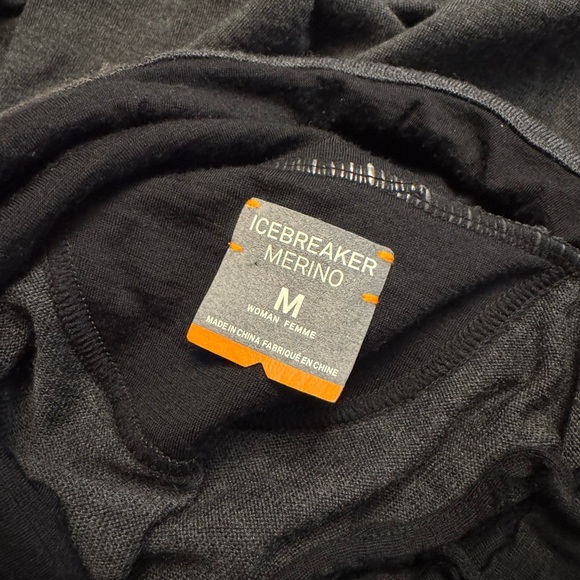 ICEBREAKER
MERINO
M
WOMAN FEMME
MADE IN CHINA FABRIQUÉ EN CHINE